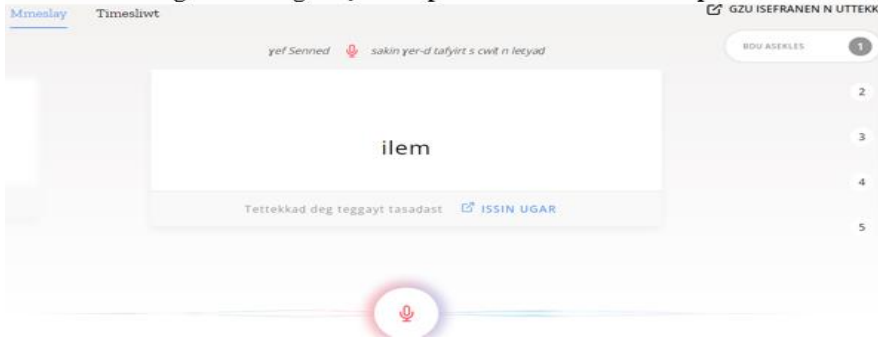 Mmeslay Timesliwt GZU ISEFRANEN N UTTEKK
ɣef Senned sakin ɣer-d tafyirt s cwit n leɛyad
BDU ASEKLES 1
2
ilem
3
4
Tettekkad deg teggayt tasadast ISSIN UGAR
5